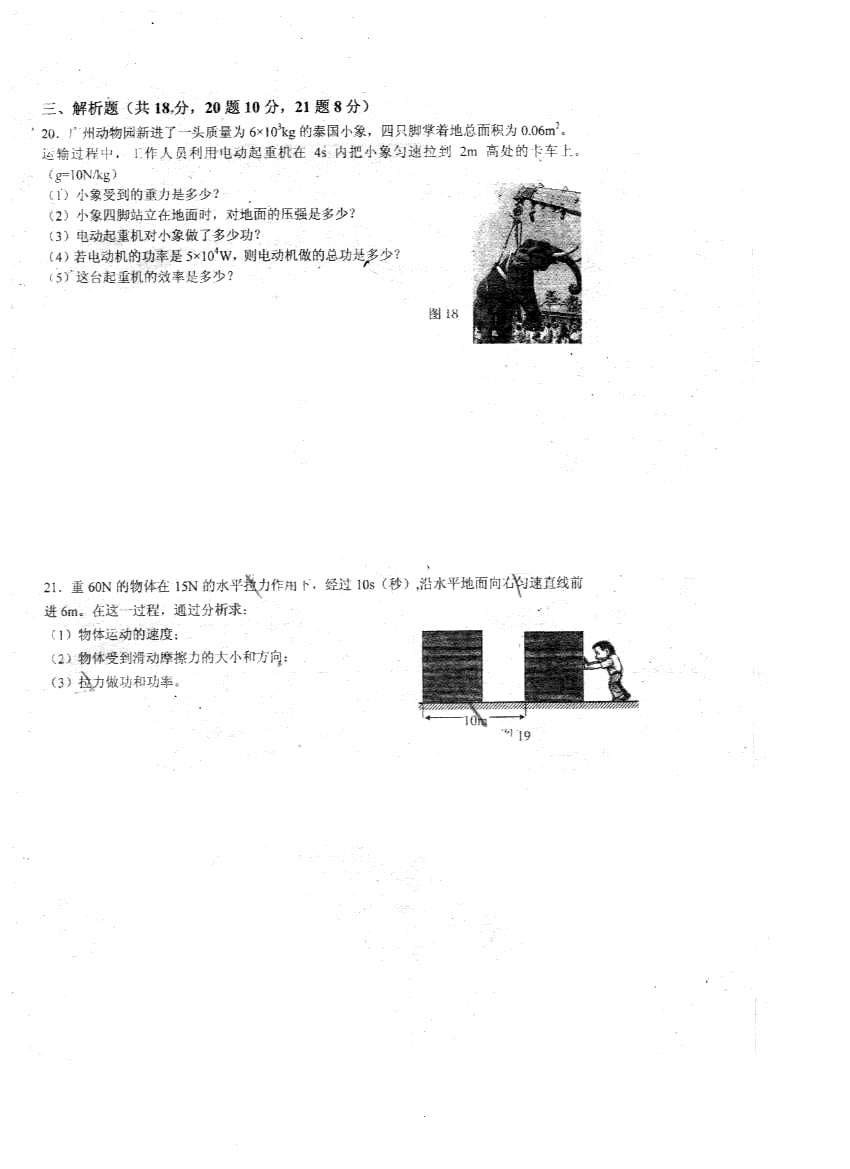 三、解析题（共 18 分，20 题 10 分，21 题 8 分）
20．广州动物园新进了一头质量为 6×10³kg 的泰国小象，四只脚掌着地总面积为 0.06m²。
运输过程中，工作人员利用电动起重机在 4s 内把小象匀速拉到 2m 高处的卡车上。
（g=10N/kg）
（1）小象受到的重力是多少？
（2）小象四脚站立在地面时，对地面的压强是多少？
（3）电动起重机对小象做了多少功？
（4）若电动机的功率是 5×10⁴W，则电动机做的总功是多少？
（5）这台起重机的效率是多少？
图 18
21．重 60N 的物体在 15N 的水平拉力作用下，经过 10s（秒）,沿水平地面向右匀速直线前
进 6m。在这一过程，通过分析求：
（1）物体运动的速度；
（2）物体受到滑动摩擦力的大小和方向；
（3）拉力做功和功率。
10m
图 19